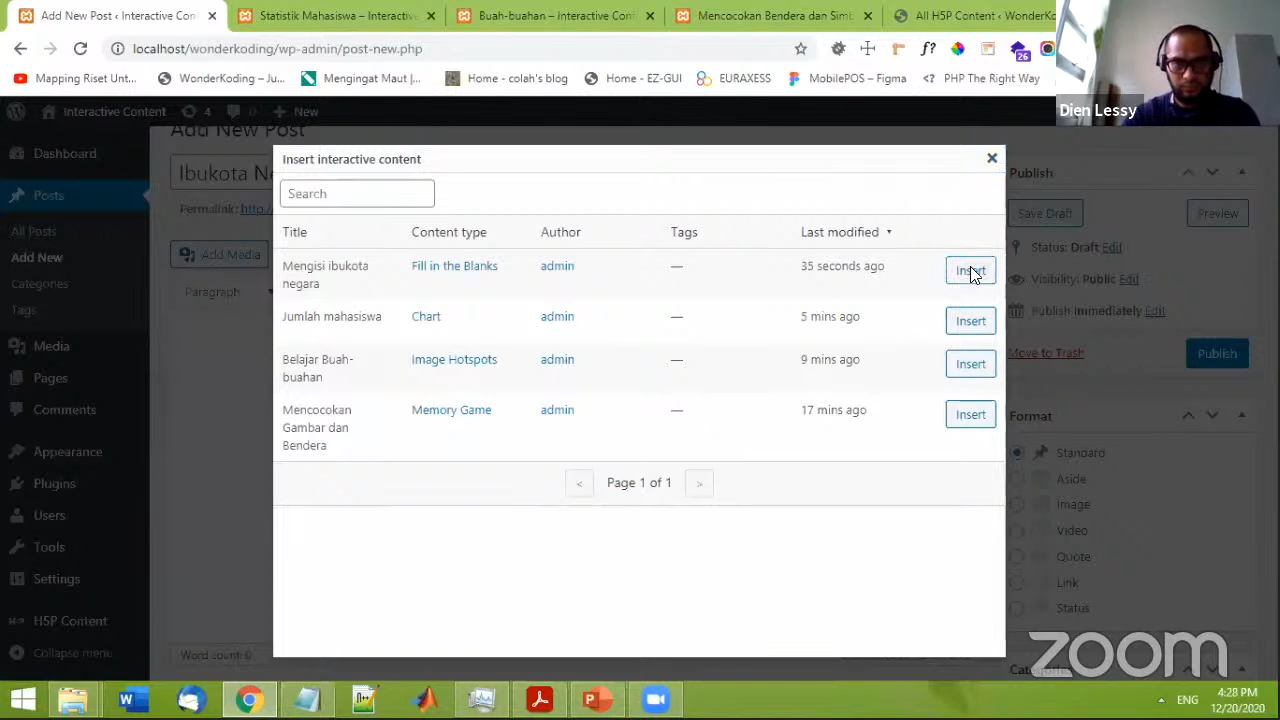 Add New Post ‹ Interactive Con
Statistik Mahasiswa – Interactive
Buah-buahan – Interactive Cont
Mencocokan Bendera dan Simb
All H5P Content ‹ WonderKo
localhost/wonderkoding/wp-admin/post-new.php
26
Mapping Riset Unt...
WonderKoding – Ju...
Mengingat Maut |...
Home - colah's blog
Home - EZ-GUI
EURAXESS
MobilePOS – Figma
PHP The Right Way
Dien Lessy
Interactive Content
4
0
New
Add New Post
Dashboard
Posts
All Posts
Add New
Categories
Tags
Media
Pages
Comments
Appearance
Plugins
Users
Tools
Settings
H5P Content
Collapse menu
Ibukota Ne
Permalink: http:/
Add Media
Paragraph
Word count: 0
Insert interactive content
Search
Title Content type Author Tags Last modified
Mengisi ibukota negara Fill in the Blanks admin — 35 seconds ago Insert
Jumlah mahasiswa Chart admin — 5 mins ago Insert
Belajar Buah-buahan Image Hotspots admin — 9 mins ago Insert
Mencocokan Gambar dan Bendera Memory Game admin — 17 mins ago Insert
< Page 1 of 1 >
Publish
Save Draft Preview
Status: Draft Edit
Visibility: Public Edit
Publish immediately Edit
Move to Trash Publish
Format
Standard
Aside
Image
Video
Quote
Link
Status
Categories
zoom
ENG
4:28 PM
12/20/2020